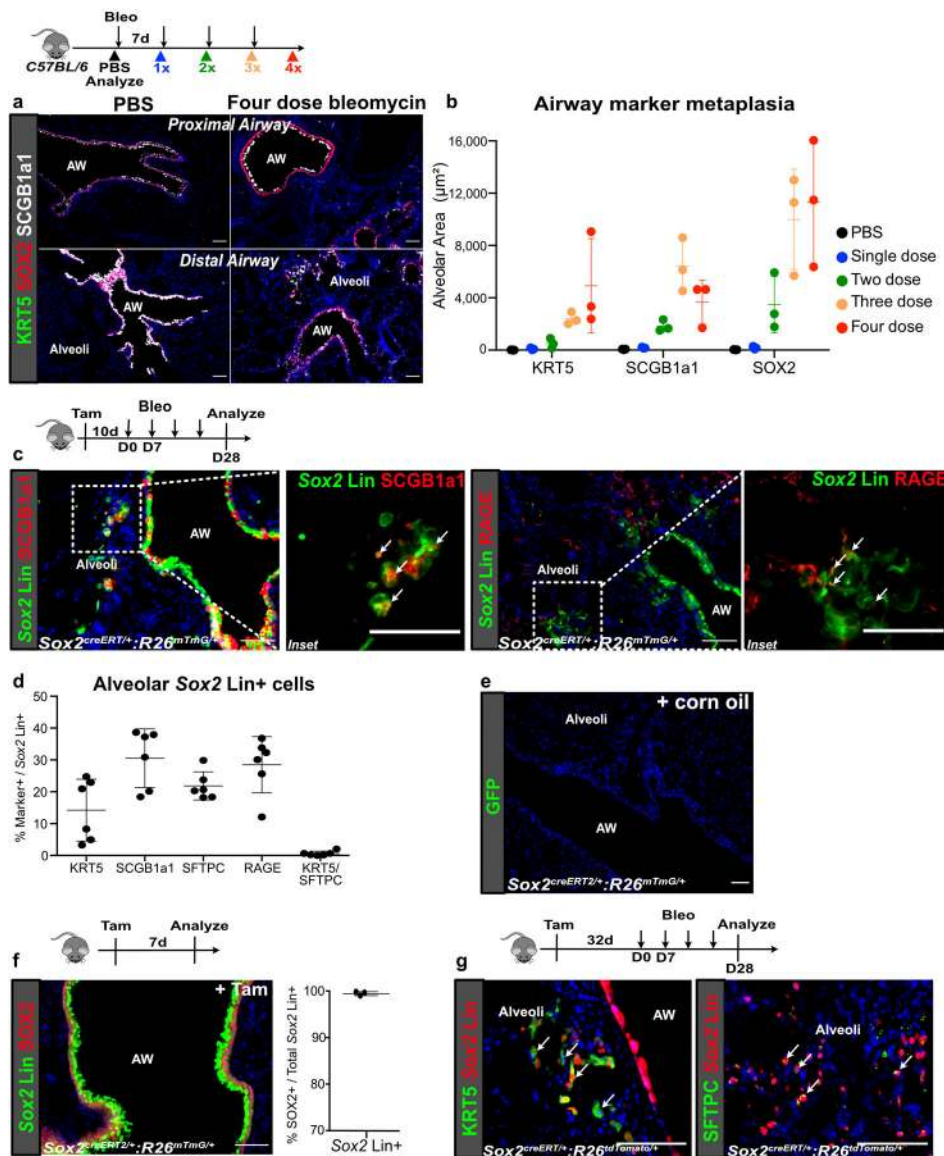 Bleo
7d
C57BL/6 PBS 1x 2x 3x 4x
Analyze
a PBS Four dose bleomycin
KRT5 SOX2 SCGB1a1
Proximal Airway
AW
AW
Distal Airway
AW
Alveoli
Alveoli
AW
b Airway marker metaplasia
Alveolar Area (µm²)
16,000
12,000
8,000
4,000
0
KRT5 SCGB1a1 SOX2
PBS
Single dose
Two dose
Three dose
Four dose
Tam Bleo Analyze
10d
D0 D7 D28
c
Sox2 Lin SCGB1a1
AW
Alveoli
Sox2creERT/+:R26mTmG/+
Sox2 Lin SCGB1a1
Inset
Sox2 Lin RAGE
Alveoli
AW
Sox2creERT/+:R26mTmG/+
Sox2 Lin RAGE
Inset
d Alveolar Sox2 Lin+ cells
% Marker+ / Sox2 Lin+
50
40
30
20
10
0
KRT5 SCGB1a1 SFTPC RAGE KRT5/
SFTPC
e
+ corn oil
GFP
Alveoli
AW
Sox2creERT2/+:R26mTmG/+
Tam Analyze
7d
f
Sox2 Lin SOX2
+ Tam
AW
Sox2creERT2/+:R26mTmG/+
% SOX2+ / Total Sox2 Lin+
100
90
80
70
Sox2 Lin+
Tam Bleo Analyze
32d
D0 D7 D28
g
KRT5 Sox2 Lin
Alveoli AW
Sox2creERT/+:R26tdTomato/+
SFTPC Sox2 Lin
Alveoli
Sox2creERT/+:R26tdTomato/+